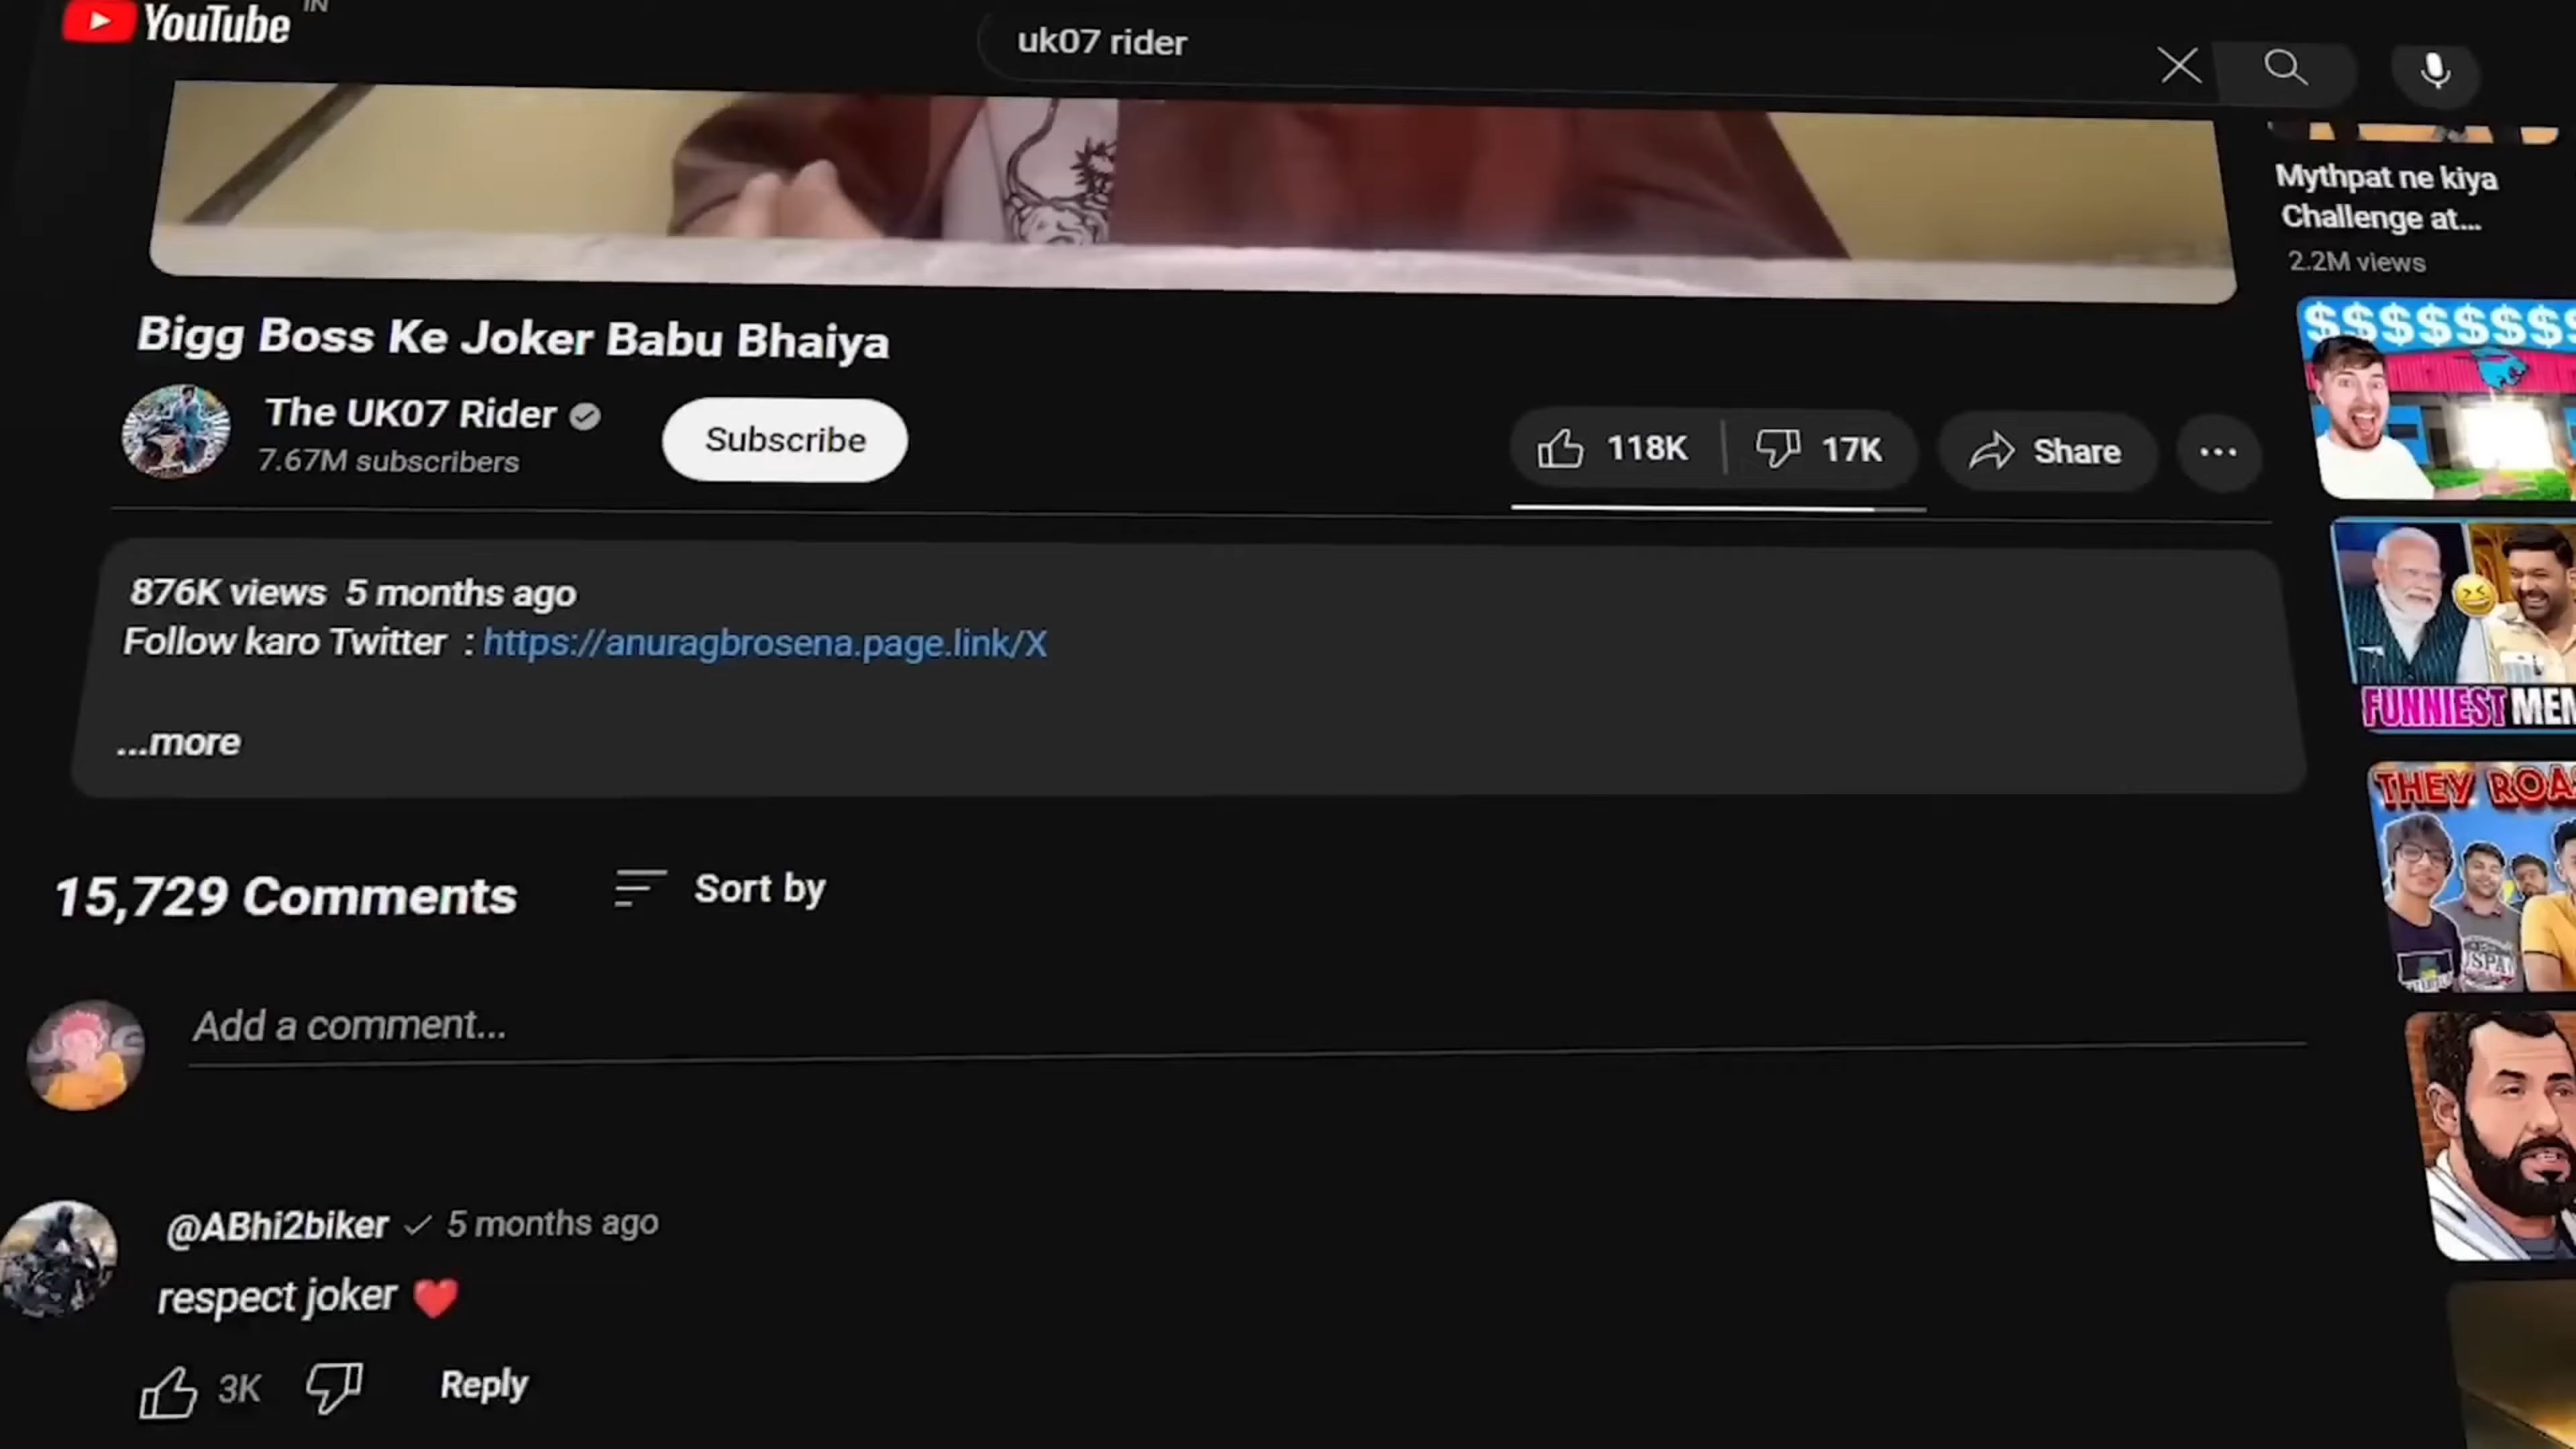 YouTube IN
uk07 rider
Mythpat ne kiya
Challenge at...
2.2M views
$$$$$$$$
Bigg Boss Ke Joker Babu Bhaiya
The UK07 Rider
7.67M subscribers
Subscribe
118K
17K
Share
876K views 5 months ago
Follow karo Twitter : https://anuragbrosena.page.link/X
...more
FUNNIEST
THEY
15,729 Comments
Sort by
Add a comment...
@ABhi2biker 5 months ago
respect joker ❤️
3K
Reply